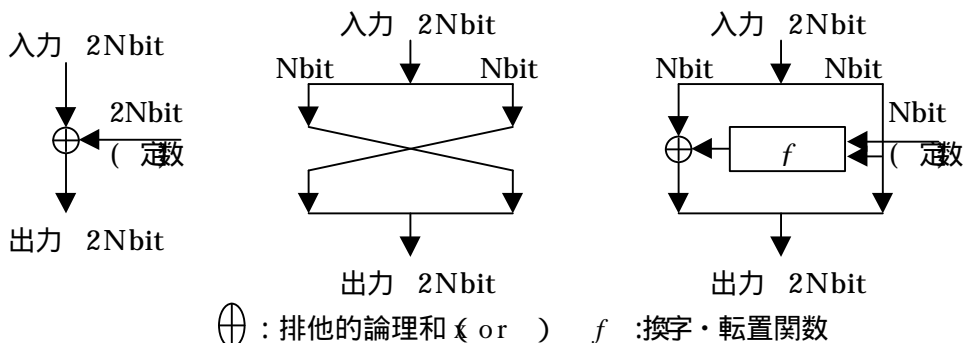 入力 2Nbit
2Nbit
(定数
出力 2Nbit
入力 2Nbit
Nbit Nbit
出力 2Nbit
入力 2Nbit
Nbit Nbit
Nbit
(定数
f
出力 2Nbit
⊕ : 排他的論理和 (xor) f :換字・転置関数